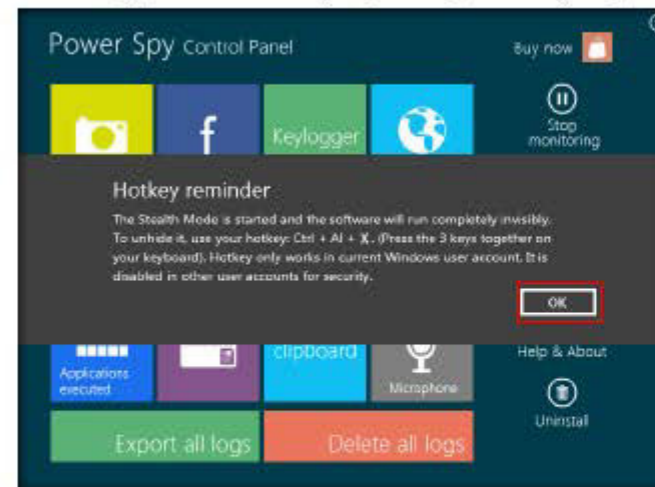 Power Spy Control Panel
Buy now
Keylogger
Stop
monitoring
Hotkey reminder
The Stealth Mode is started and the software will run completely invisibly.
To unhide it, use your hotkey: Ctrl + Alt + X. (Press the 3 keys together on
your keyboard). Hotkey only works in current Windows user account. It is
disabled in other user accounts for security.
OK
Applications
executed
clipboard
Microphone
Help & About
Uninstall
Export all logs
Delete all logs